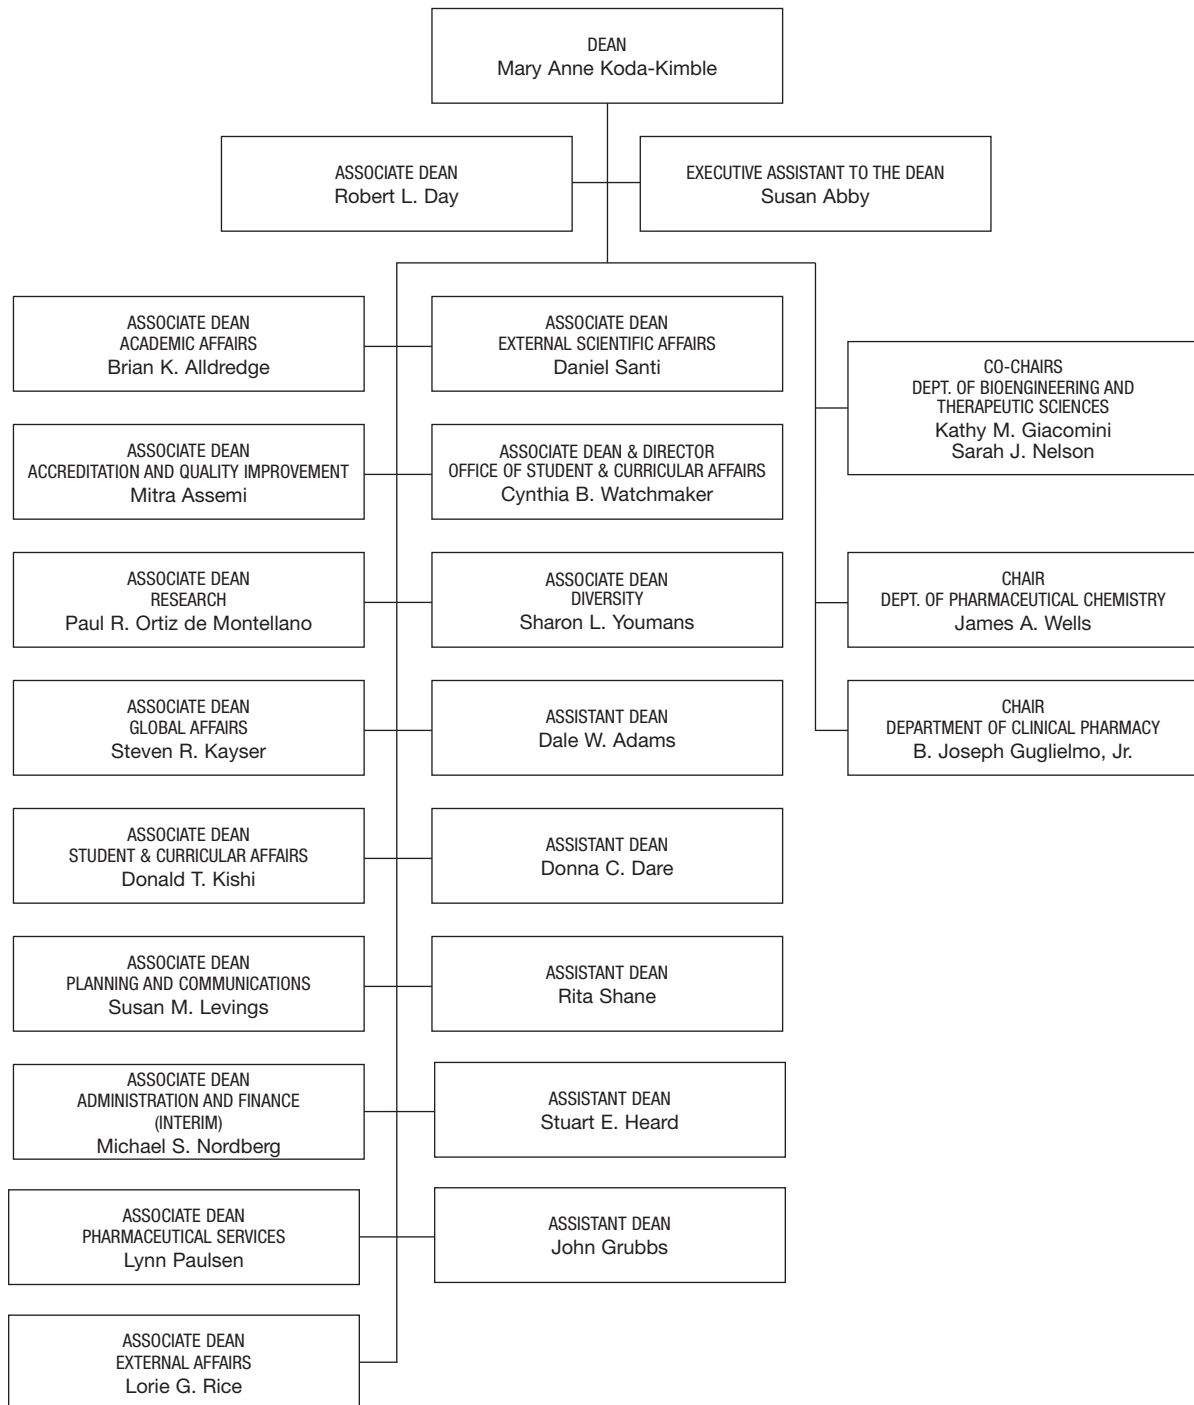 DEAN
Mary Anne Koda-Kimble
ASSOCIATE DEAN
Robert L. Day
EXECUTIVE ASSISTANT TO THE DEAN
Susan Abby
ASSOCIATE DEAN
ACADEMIC AFFAIRS
Brian K. Alldredge
ASSOCIATE DEAN
EXTERNAL SCIENTIFIC AFFAIRS
Daniel Santi
CO-CHAIRS
DEPT. OF BIOENGINEERING AND
THERAPEUTIC SCIENCES
Kathy M. Giacomini
Sarah J. Nelson
ASSOCIATE DEAN
ACCREDITATION AND QUALITY IMPROVEMENT
Mitra Assemi
ASSOCIATE DEAN & DIRECTOR
OFFICE OF STUDENT & CURRICULAR AFFAIRS
Cynthia B. Watchmaker
ASSOCIATE DEAN
RESEARCH
Paul R. Ortiz de Montellano
ASSOCIATE DEAN
DIVERSITY
Sharon L. Youmans
CHAIR
DEPT. OF PHARMACEUTICAL CHEMISTRY
James A. Wells
ASSOCIATE DEAN
GLOBAL AFFAIRS
Steven R. Kayser
ASSISTANT DEAN
Dale W. Adams
CHAIR
DEPARTMENT OF CLINICAL PHARMACY
B. Joseph Guglielmo, Jr.
ASSOCIATE DEAN
STUDENT & CURRICULAR AFFAIRS
Donald T. Kishi
ASSISTANT DEAN
Donna C. Dare
ASSOCIATE DEAN
PLANNING AND COMMUNICATIONS
Susan M. Levings
ASSISTANT DEAN
Rita Shane
ASSOCIATE DEAN
ADMINISTRATION AND FINANCE
(INTERIM)
Michael S. Nordberg
ASSISTANT DEAN
Stuart E. Heard
ASSOCIATE DEAN
PHARMACEUTICAL SERVICES
Lynn Paulsen
ASSISTANT DEAN
John Grubbs
ASSOCIATE DEAN
EXTERNAL AFFAIRS
Lorie G. Rice